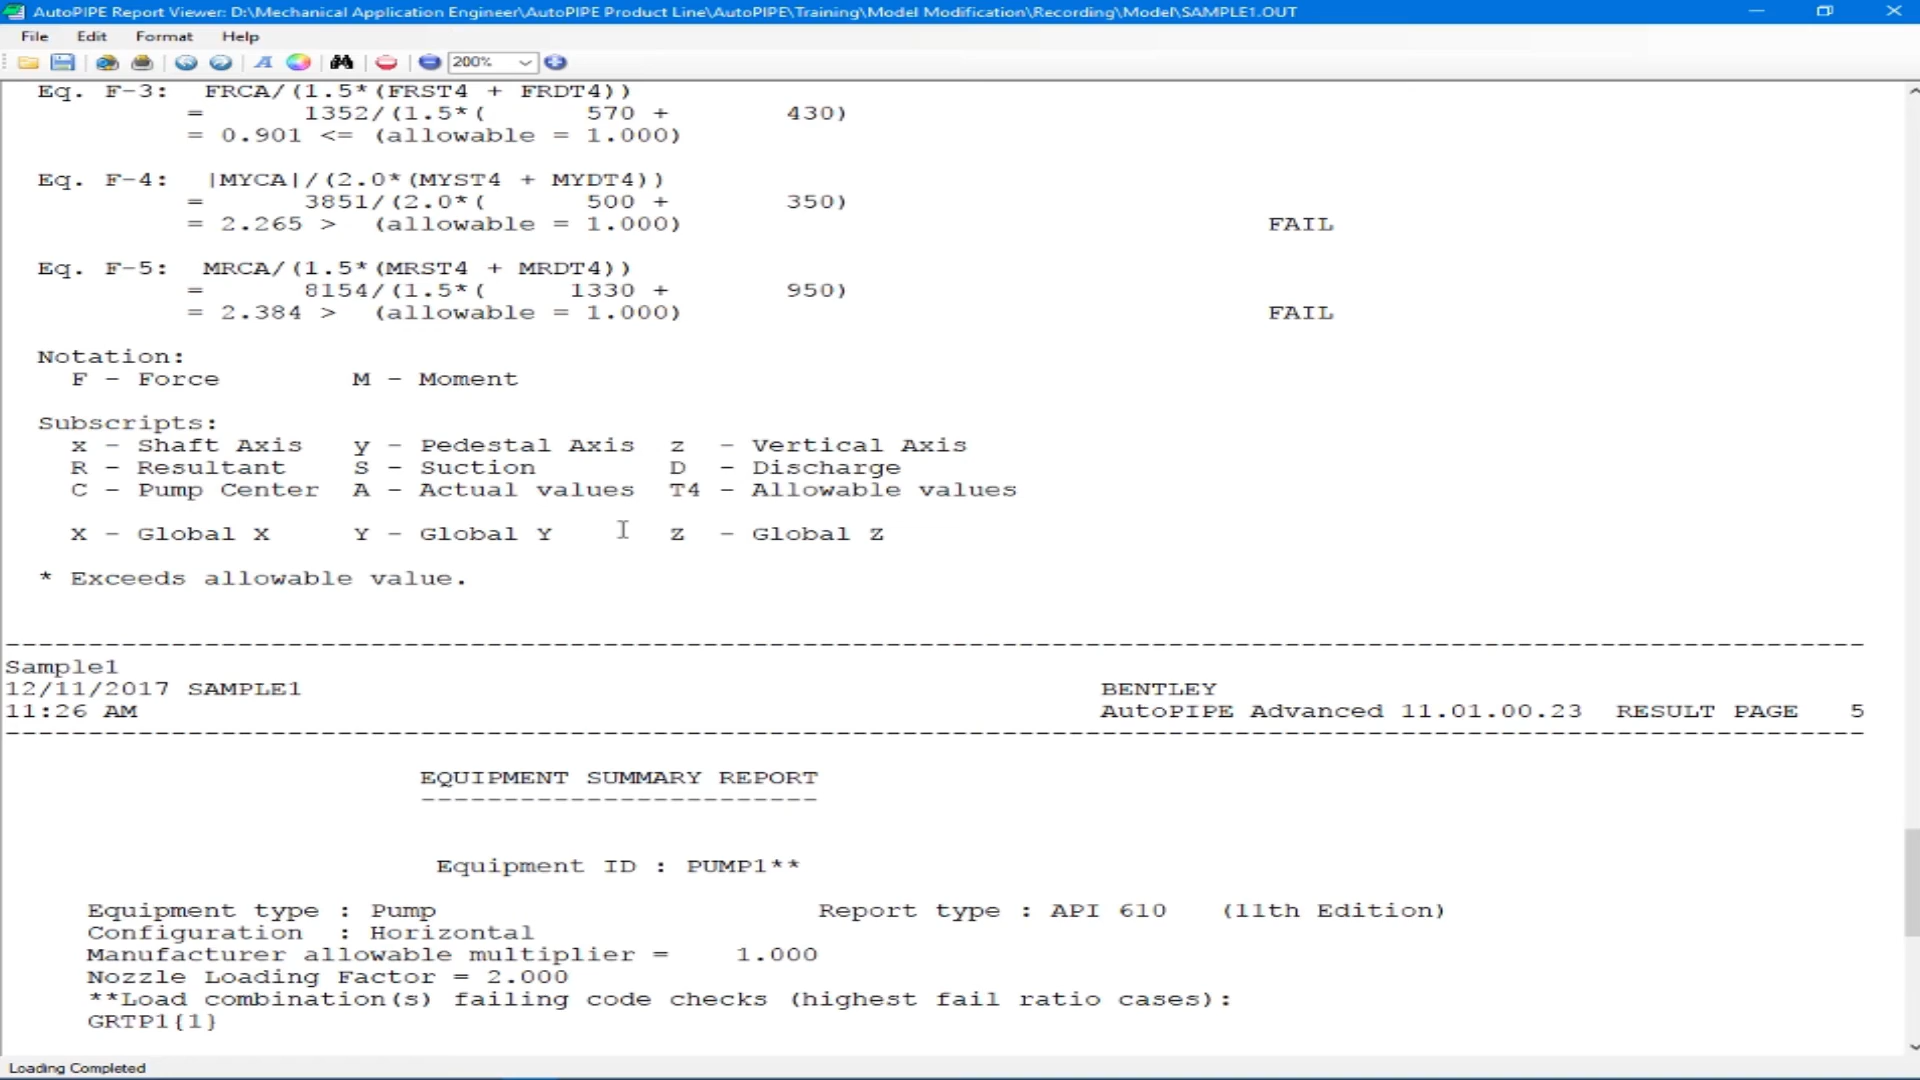 AutoPIPE Report Viewer: D:\Mechanical Application Engineer\AutoPIPE Product Line\AutoPIPE\Training\Model Modification\Recording\Model\SAMPLE1.OUT
File Edit Format Help
200%
Eq. F-3: FRCA/(1.5*(FRST4 + FRDT4))
= 1352/(1.5*( 570 + 430)
= 0.901 <= (allowable = 1.000)
Eq. F-4: |MYCA|/(2.0*(MYST4 + MYDT4))
= 3851/(2.0*( 500 + 350)
= 2.265 > (allowable = 1.000) FAIL
Eq. F-5: MRCA/(1.5*(MRST4 + MRDT4))
= 8154/(1.5*( 1330 + 950)
= 2.384 > (allowable = 1.000) FAIL
Notation:
F - Force M - Moment
Subscripts:
x - Shaft Axis y - Pedestal Axis z - Vertical Axis
R - Resultant S - Suction D - Discharge
C - Pump Center A - Actual values T4 - Allowable values
X - Global X Y - Global Y Z - Global Z
* Exceeds allowable value.
--------------------------------------------------------------------------------
Sample1
12/11/2017 SAMPLE1 BENTLEY
11:26 AM AutoPIPE Advanced 11.01.00.23 RESULT PAGE 5
--------------------------------------------------------------------------------
EQUIPMENT SUMMARY REPORT
------------------------
Equipment ID : PUMP1**
Equipment type : Pump Report type : API 610 (11th Edition)
Configuration : Horizontal
Manufacturer allowable multiplier = 1.000
Nozzle Loading Factor = 2.000
**Load combination(s) failing code checks (highest fail ratio cases):
GRTP1{1}
Loading Completed